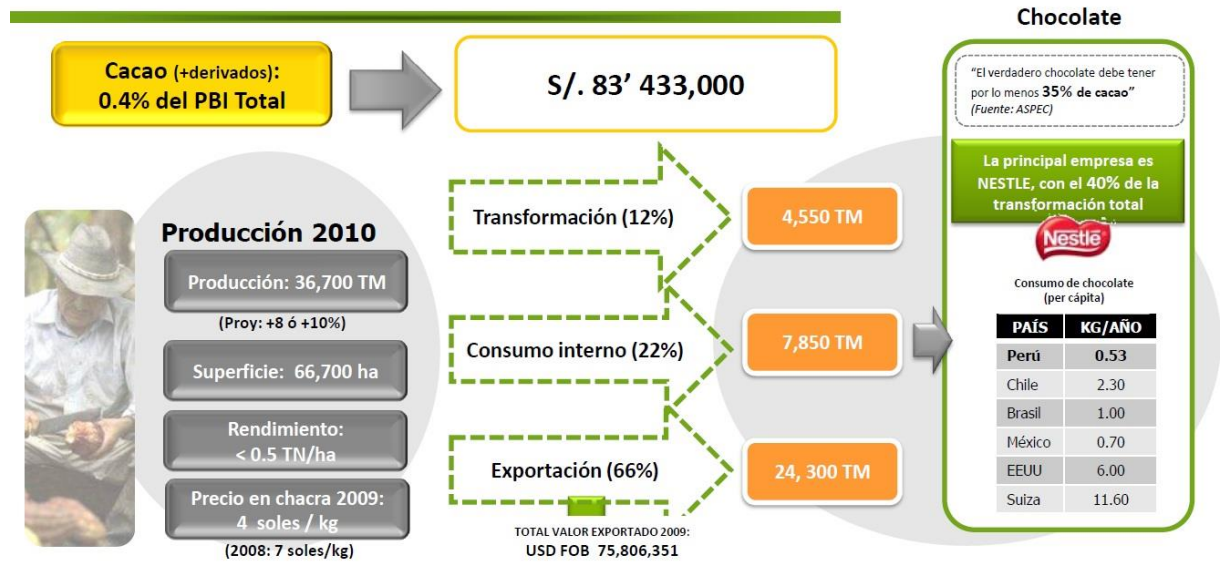 Chocolate
Cacao (+derivados):
0.4% del PBI Total
S/. 83’ 433,000
“El verdadero chocolate debe tener
por lo menos 35% de cacao”
(Fuente: ASPEC)
La principal empresa es
NESTLE, con el 40% de la
transformación total
Nestlé
Producción 2010
Producción: 36,700 TM
(Proy: +8 ó +10%)
Superficie: 66,700 ha
Rendimiento:
< 0.5 TN/ha
Precio en chacra 2009:
4 soles / kg
(2008: 7 soles/kg)
Transformación (12%)
4,550 TM
Consumo interno (22%)
7,850 TM
Exportación (66%)
24, 300 TM
TOTAL VALOR EXPORTADO 2009:
USD FOB 75,806,351
Consumo de chocolate
(per cápita)
PAÍS KG/AÑO
Perú 0.53
Chile 2.30
Brasil 1.00
México 0.70
EEUU 6.00
Suiza 11.60